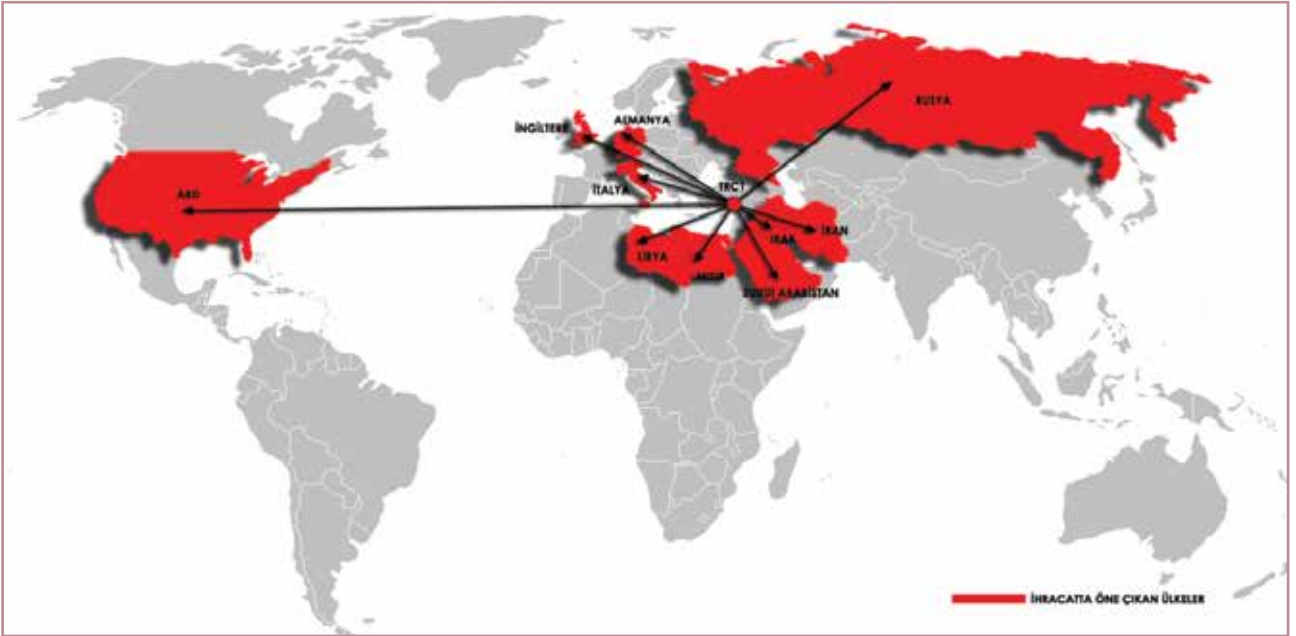 RUSYA
ALMANYA
İNGİLTERE
İTALYA
TRC1
ABD
IRAK
İRAN
LİBYA
MISIR
SUUDİ ARABİSTAN
İHRACATTA ÖNE ÇIKAN ÜLKELER